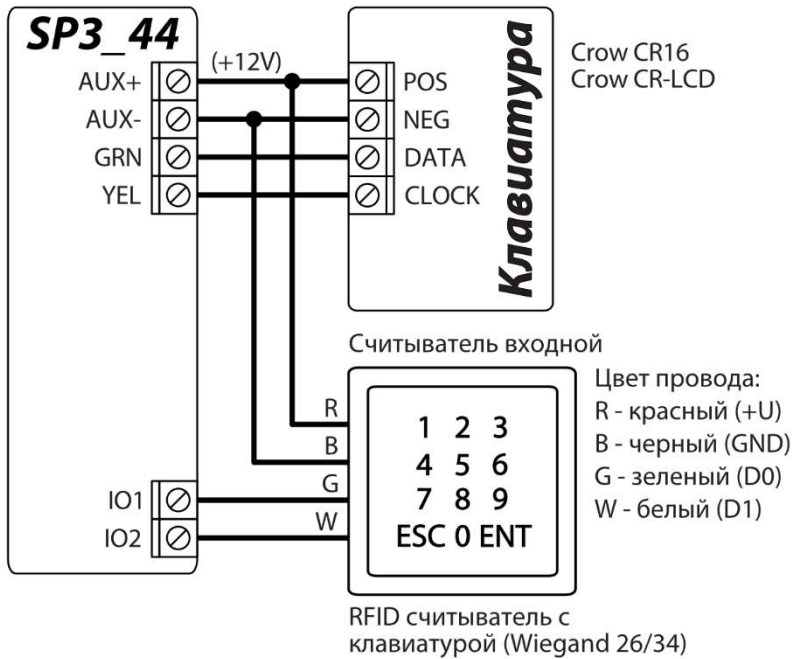 SP3_44
(+12V)
AUX+
AUX-
GRN
YEL
POS
NEG
DATA
CLOCK
Клавиатура
Crow CR16
Crow CR-LCD
Считыватель входной
R
B
G
W
IO1
IO2
1 2 3
4 5 6
7 8 9
ESC 0 ENT
Цвет провода:
R - красный (+U)
B - черный (GND)
G - зеленый (D0)
W - белый (D1)
RFID считыватель с
клавиатурой (Wiegand 26/34)